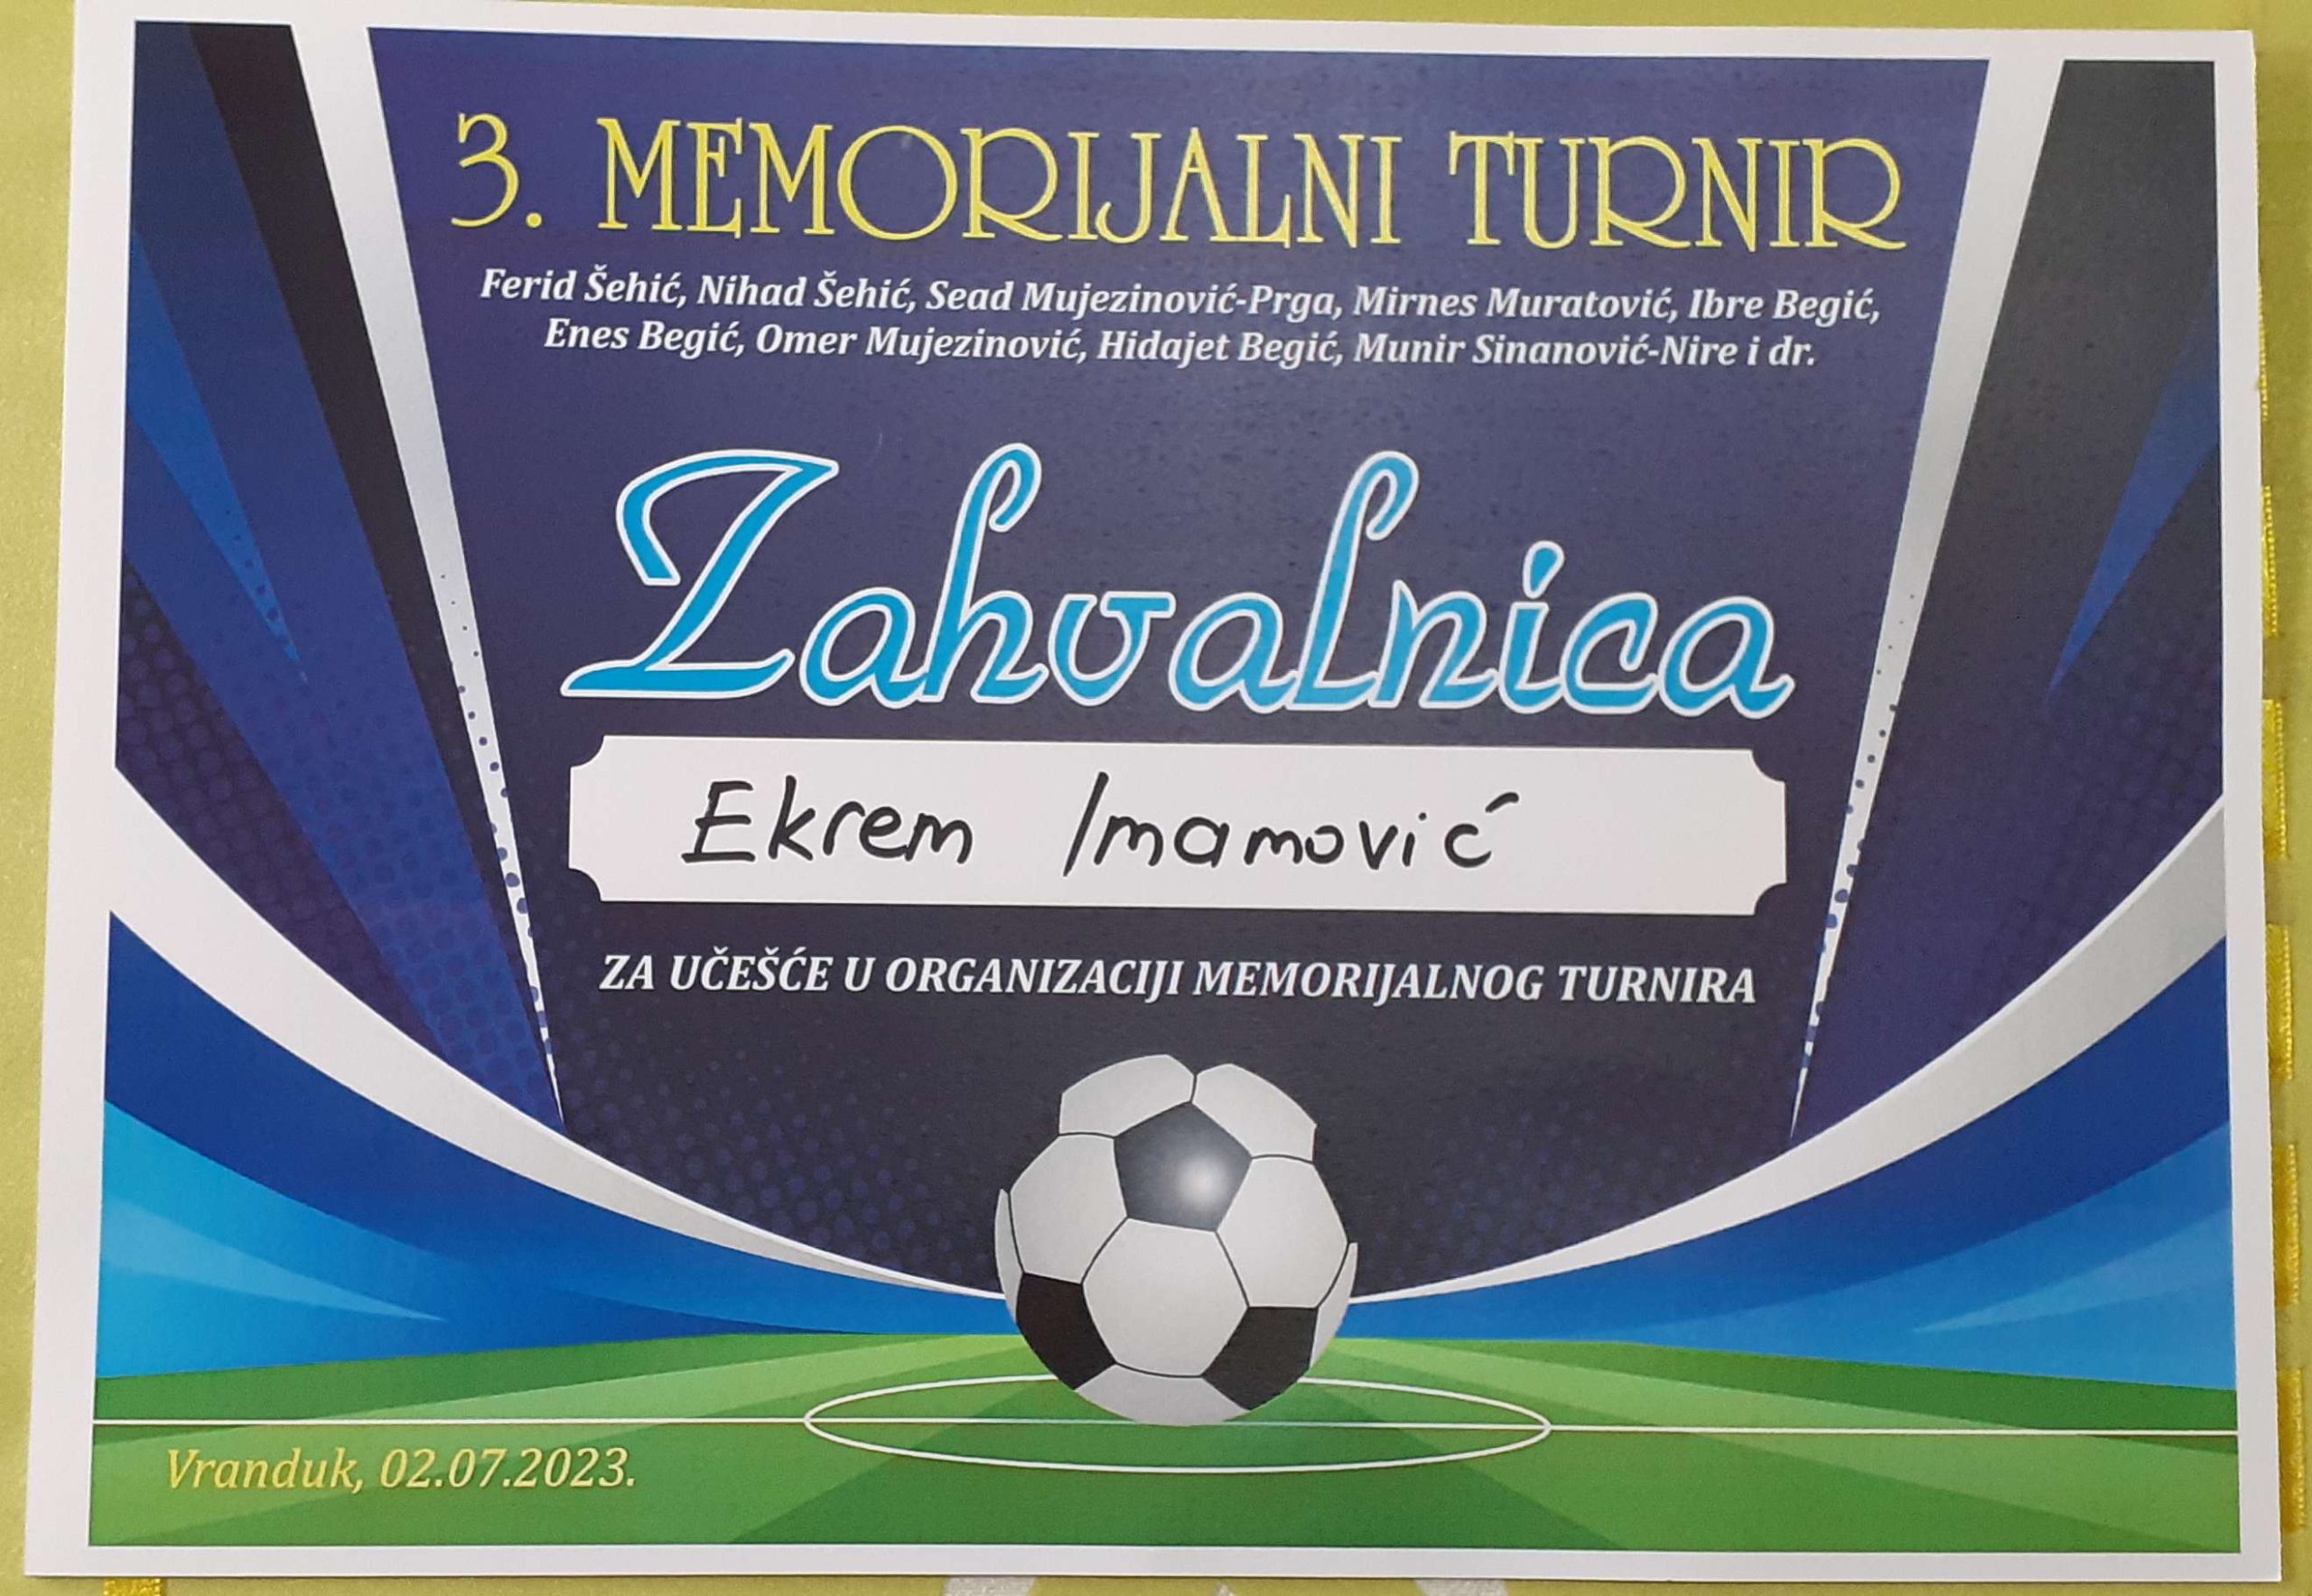 3. MEMORIJALNI TURNIR
Ferid Šehić, Nihad Šehić, Sead Mujezinović-Prga, Mirnes Muratović, Ibre Begić,
Enes Begić, Omer Mujezinović, Hidajet Begić, Munir Sinanović-Nire i dr.
Zahvalnica
Ekrem Imamović
ZA UČEŠĆE U ORGANIZACIJI MEMORIJALNOG TURNIRA
Vranduk, 02.07.2023.